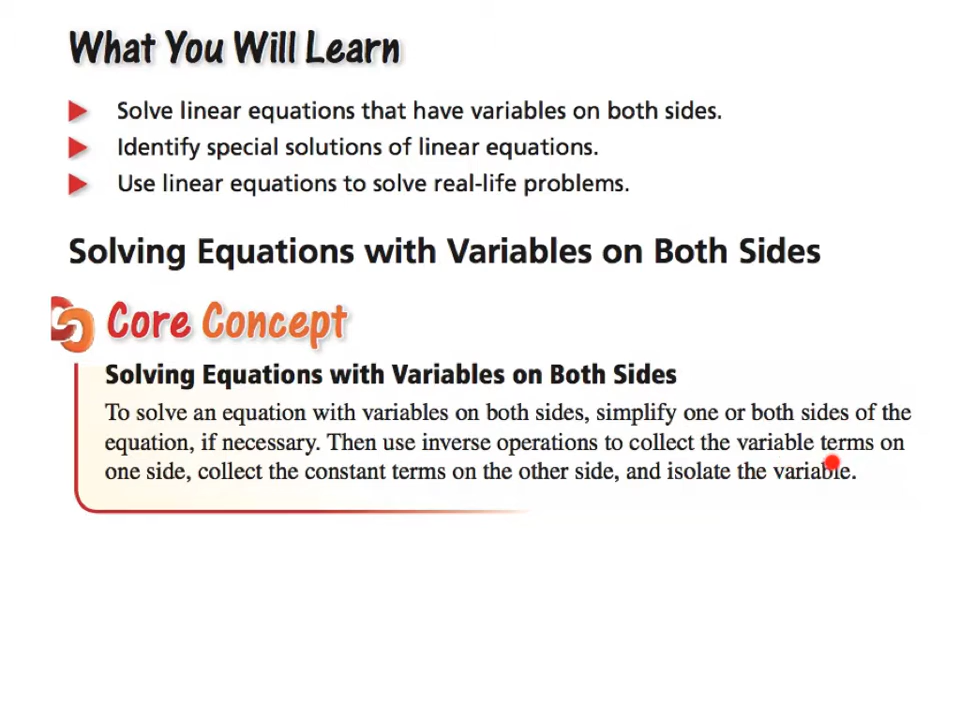 What You Will Learn
Solve linear equations that have variables on both sides.
Identify special solutions of linear equations.
Use linear equations to solve real-life problems.
Solving Equations with Variables on Both Sides
Core Concept
Solving Equations with Variables on Both Sides
To solve an equation with variables on both sides, simplify one or both sides of the
equation, if necessary. Then use inverse operations to collect the variable terms on
one side, collect the constant terms on the other side, and isolate the variable.